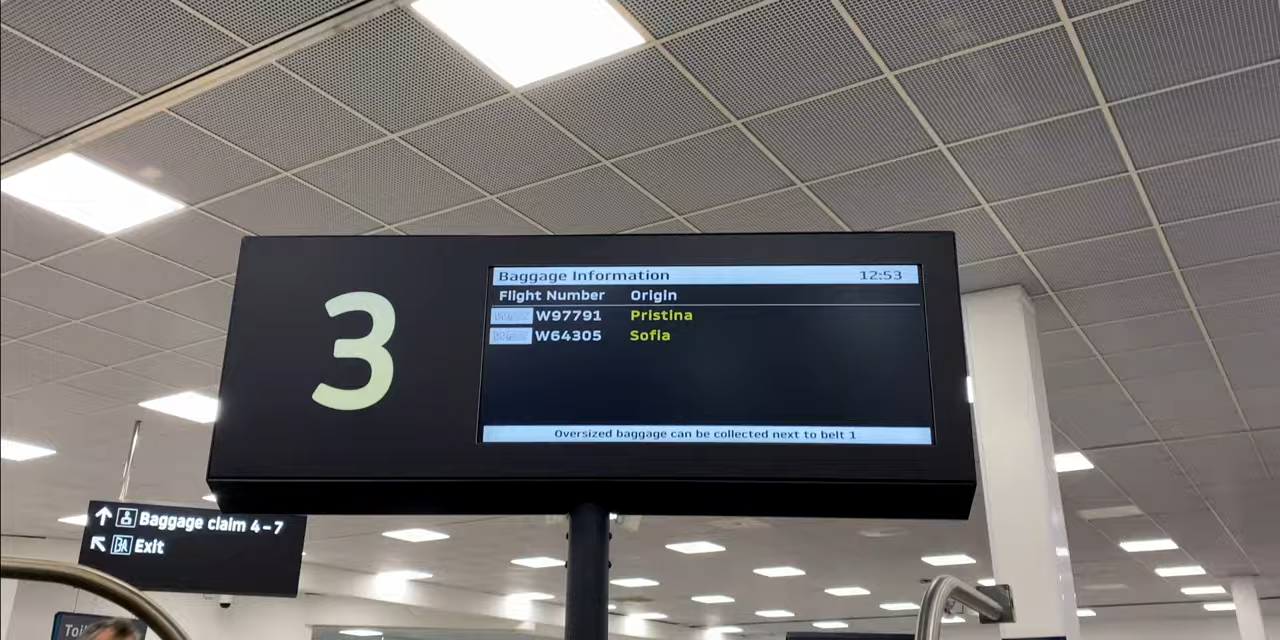 3
Baggage Information 12:53
Flight Number Origin
W97791 Pristina
W64305 Sofia
Oversized baggage can be collected next to belt 1
Baggage claim 4-7
Exit
Toi